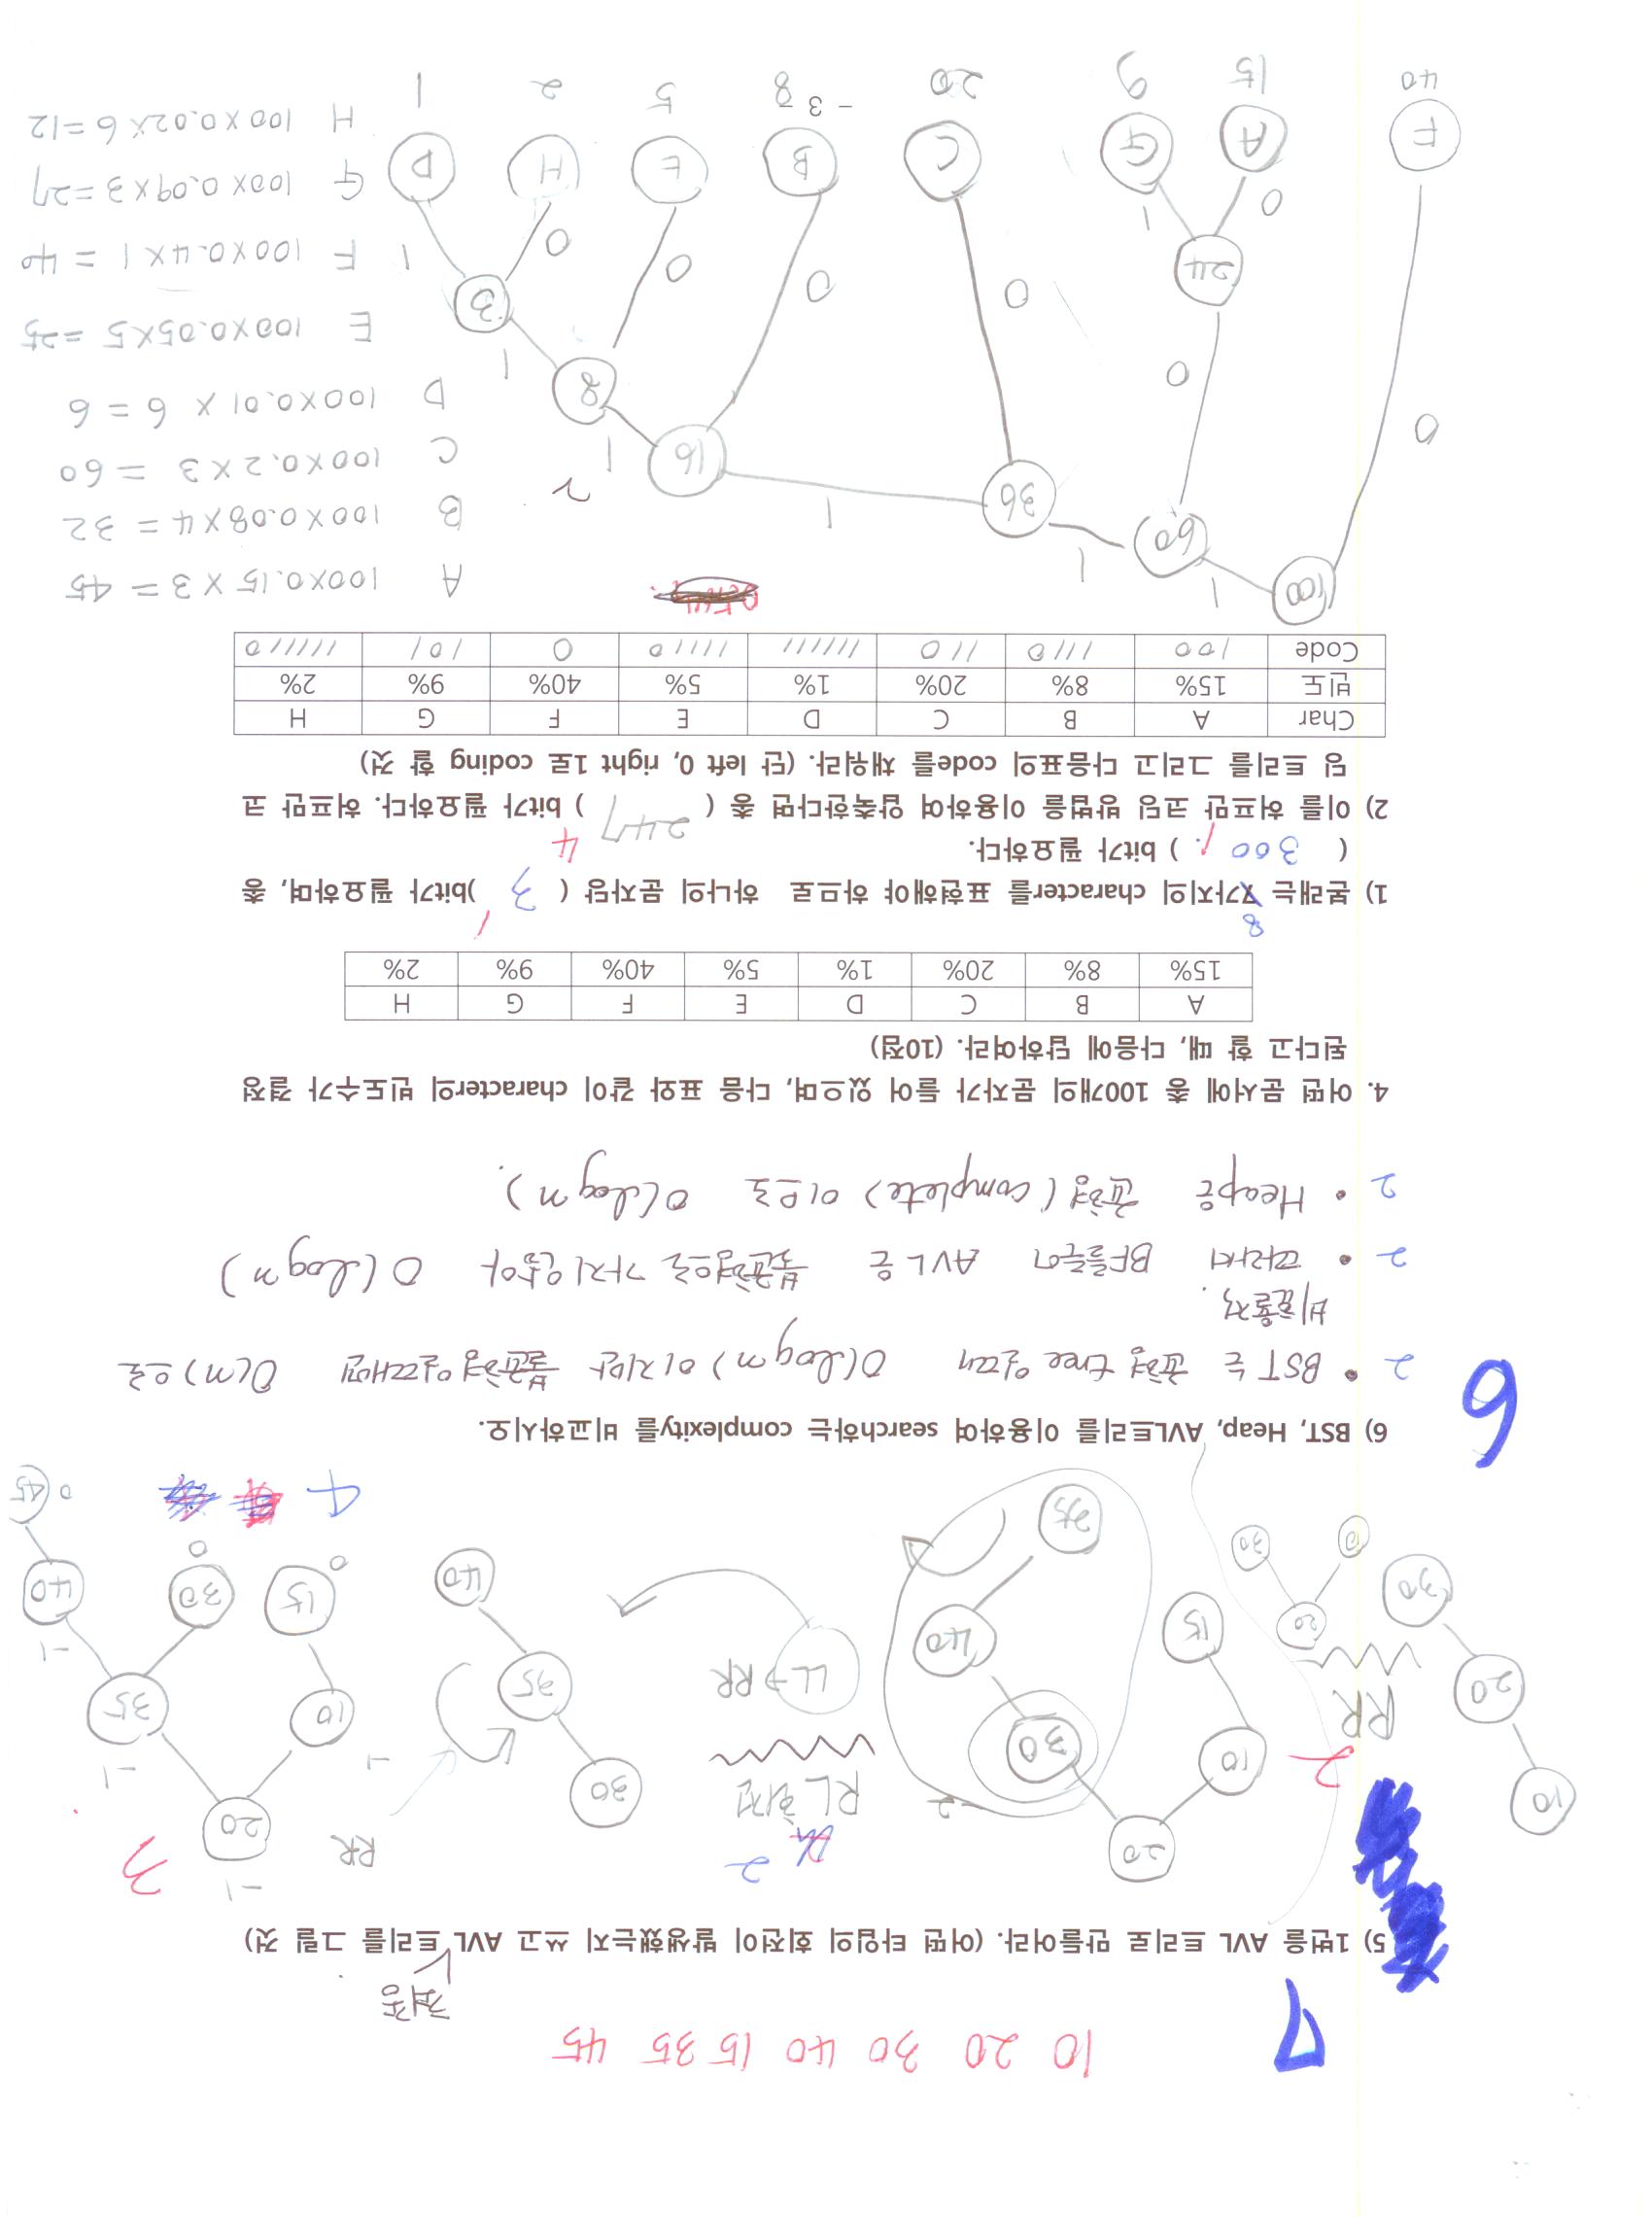 7
10 20 30 40 15 35 45
최종
5) 1번을 AVL 트리로 만들어라. (어떤 타입의 회전이 발생했는지 쓰고 AVL 트리를 그릴 것)
10
20
30
2
RR
20
10
30
20
10
30
15
40
35
-2
2
RL 회전
LL→RR
30
35
40
RR
3
-1
20
-1
10
-1
35
15
0
30
0
-1
40
0 45
4
6
6) BST, Heap, AVL트리를 이용하여 search하는 complexity를 비교하시오.
2 • BST는 균형 tree일때 O(log n)이지만 불균형일때엔 O(n)으로
비효율적.
2 • 따라서 BF를두어 AVL은 불균형으로 가지않아 O(log n)
2 • Heap은 균형(complete)이므로 O(log n).
4. 어떤 문서에 총 100개의 문자가 들어 있으며, 다음 표와 같이 character의 빈도수가 결정
된다고 할 때, 다음에 답하여라. (10점)
A B C D E F G H
15% 8% 20% 1% 5% 40% 9% 2%
8 1
1) 본래는 7가지의 character를 표현해야 하므로 하나의 문자당 ( 3 )bit가 필요하며, 총
( 300 1. ) bit가 필요하다.
4
2) 이를 허프만 코딩 방법을 이용하여 압축한다면 총 ( 247 ) bit가 필요하다. 허프만 코
딩 트리를 그리고 다음표의 code를 채워라. (단 left 0, right 1로 coding 할 것)
Char A B C D E F G H
빈도 15% 8% 20% 1% 5% 40% 9% 2%
Code 100 1110 110 111111 11110 0 101 111110
100
1
60
1
36
1
16
1
2
8
1
3
0
0
24
0
0
0
0
1
0
1
F
A
G
C
B
E
H
D
40
15
9
20
8
5
2
1
A 100×0.15×3=45
B 100×0.08×4=32
C 100×0.2×3=60
D 100×0.01×6=6
E 100×0.05×5=25
F 100×0.4×1=40
G 100×0.09×3=27
H 100×0.02×6=12
- 3 -